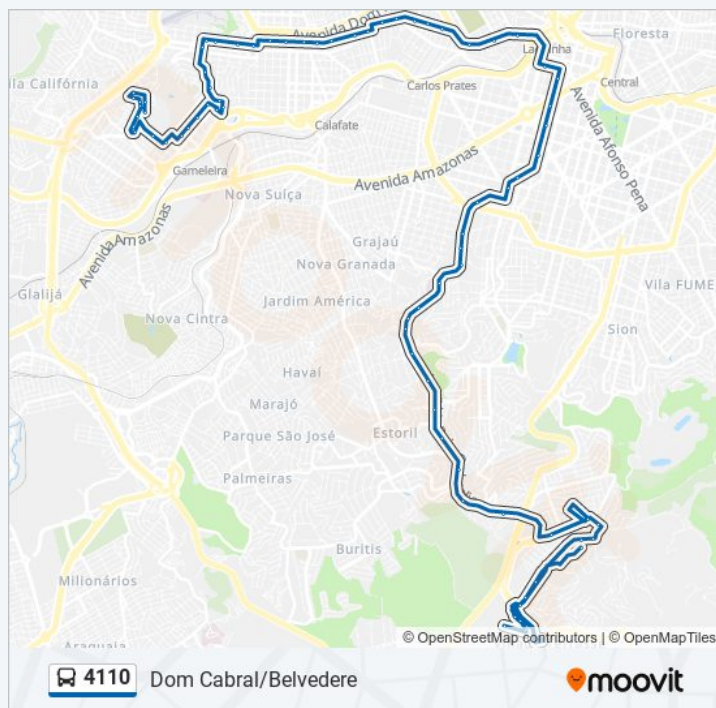 Avenida Dom
Floresta
Lagoinha
Vila Califórnia
Carlos Prates
Central
Calafate
Avenida Afonso Pena
Gameleira
Avenida Amazonas
Nova Suíça
Avenida Amazonas
Grajaú
Nova Granada
Vila FUME
Glalijá
Jardim América
Nova Cintra
Sion
Havaí
Marajó
Estoril
Parque São José
Palmeiras
Buritis
Milionários
Araguaia
© OpenStreetMap contributors | © OpenMapTiles
4110 Dom Cabral/Belvedere
moovit